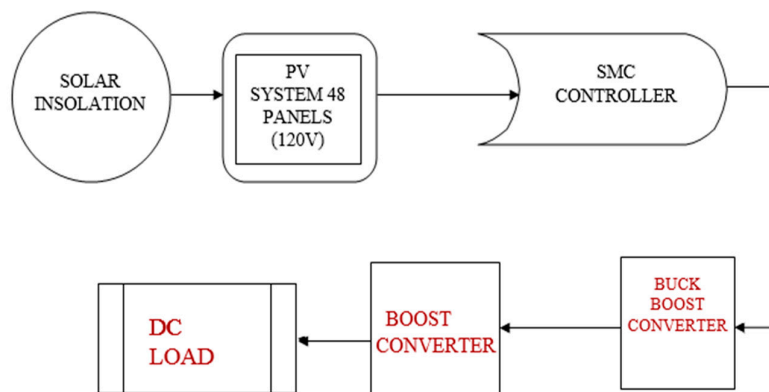 SOLAR
INSOLATION
PV
SYSTEM 48
PANELS
(120V)
SMC
CONTROLLER
DC
LOAD
BOOST
CONVERTER
BUCK
BOOST
CONVERTER